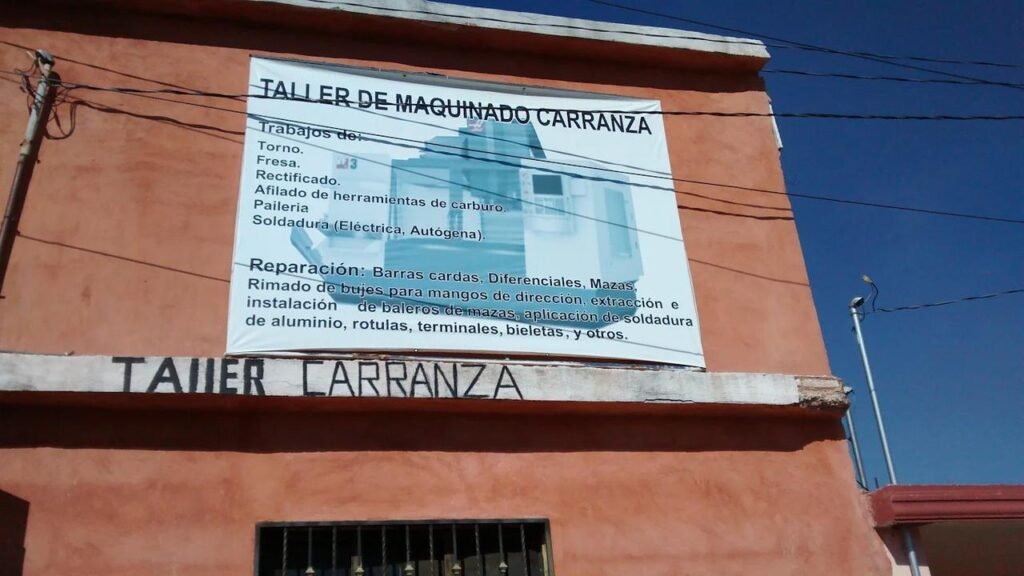 TALLER DE MAQUINADO CARRANZA
Trabajos de:
Torno.
Fresa.
Rectificado.
Afilado de herramientas de carburo.
Paileria
Soldadura (Eléctrica, Autógena).
Reparación: Barras cardas, Diferenciales, Mazas,
Rimado de bujes para mangos de dirección, extracción e
instalación de baleros de mazas, aplicación de soldadura
de aluminio, rotulas, terminales, bieletas, y otros.
TAllER CARRANZA